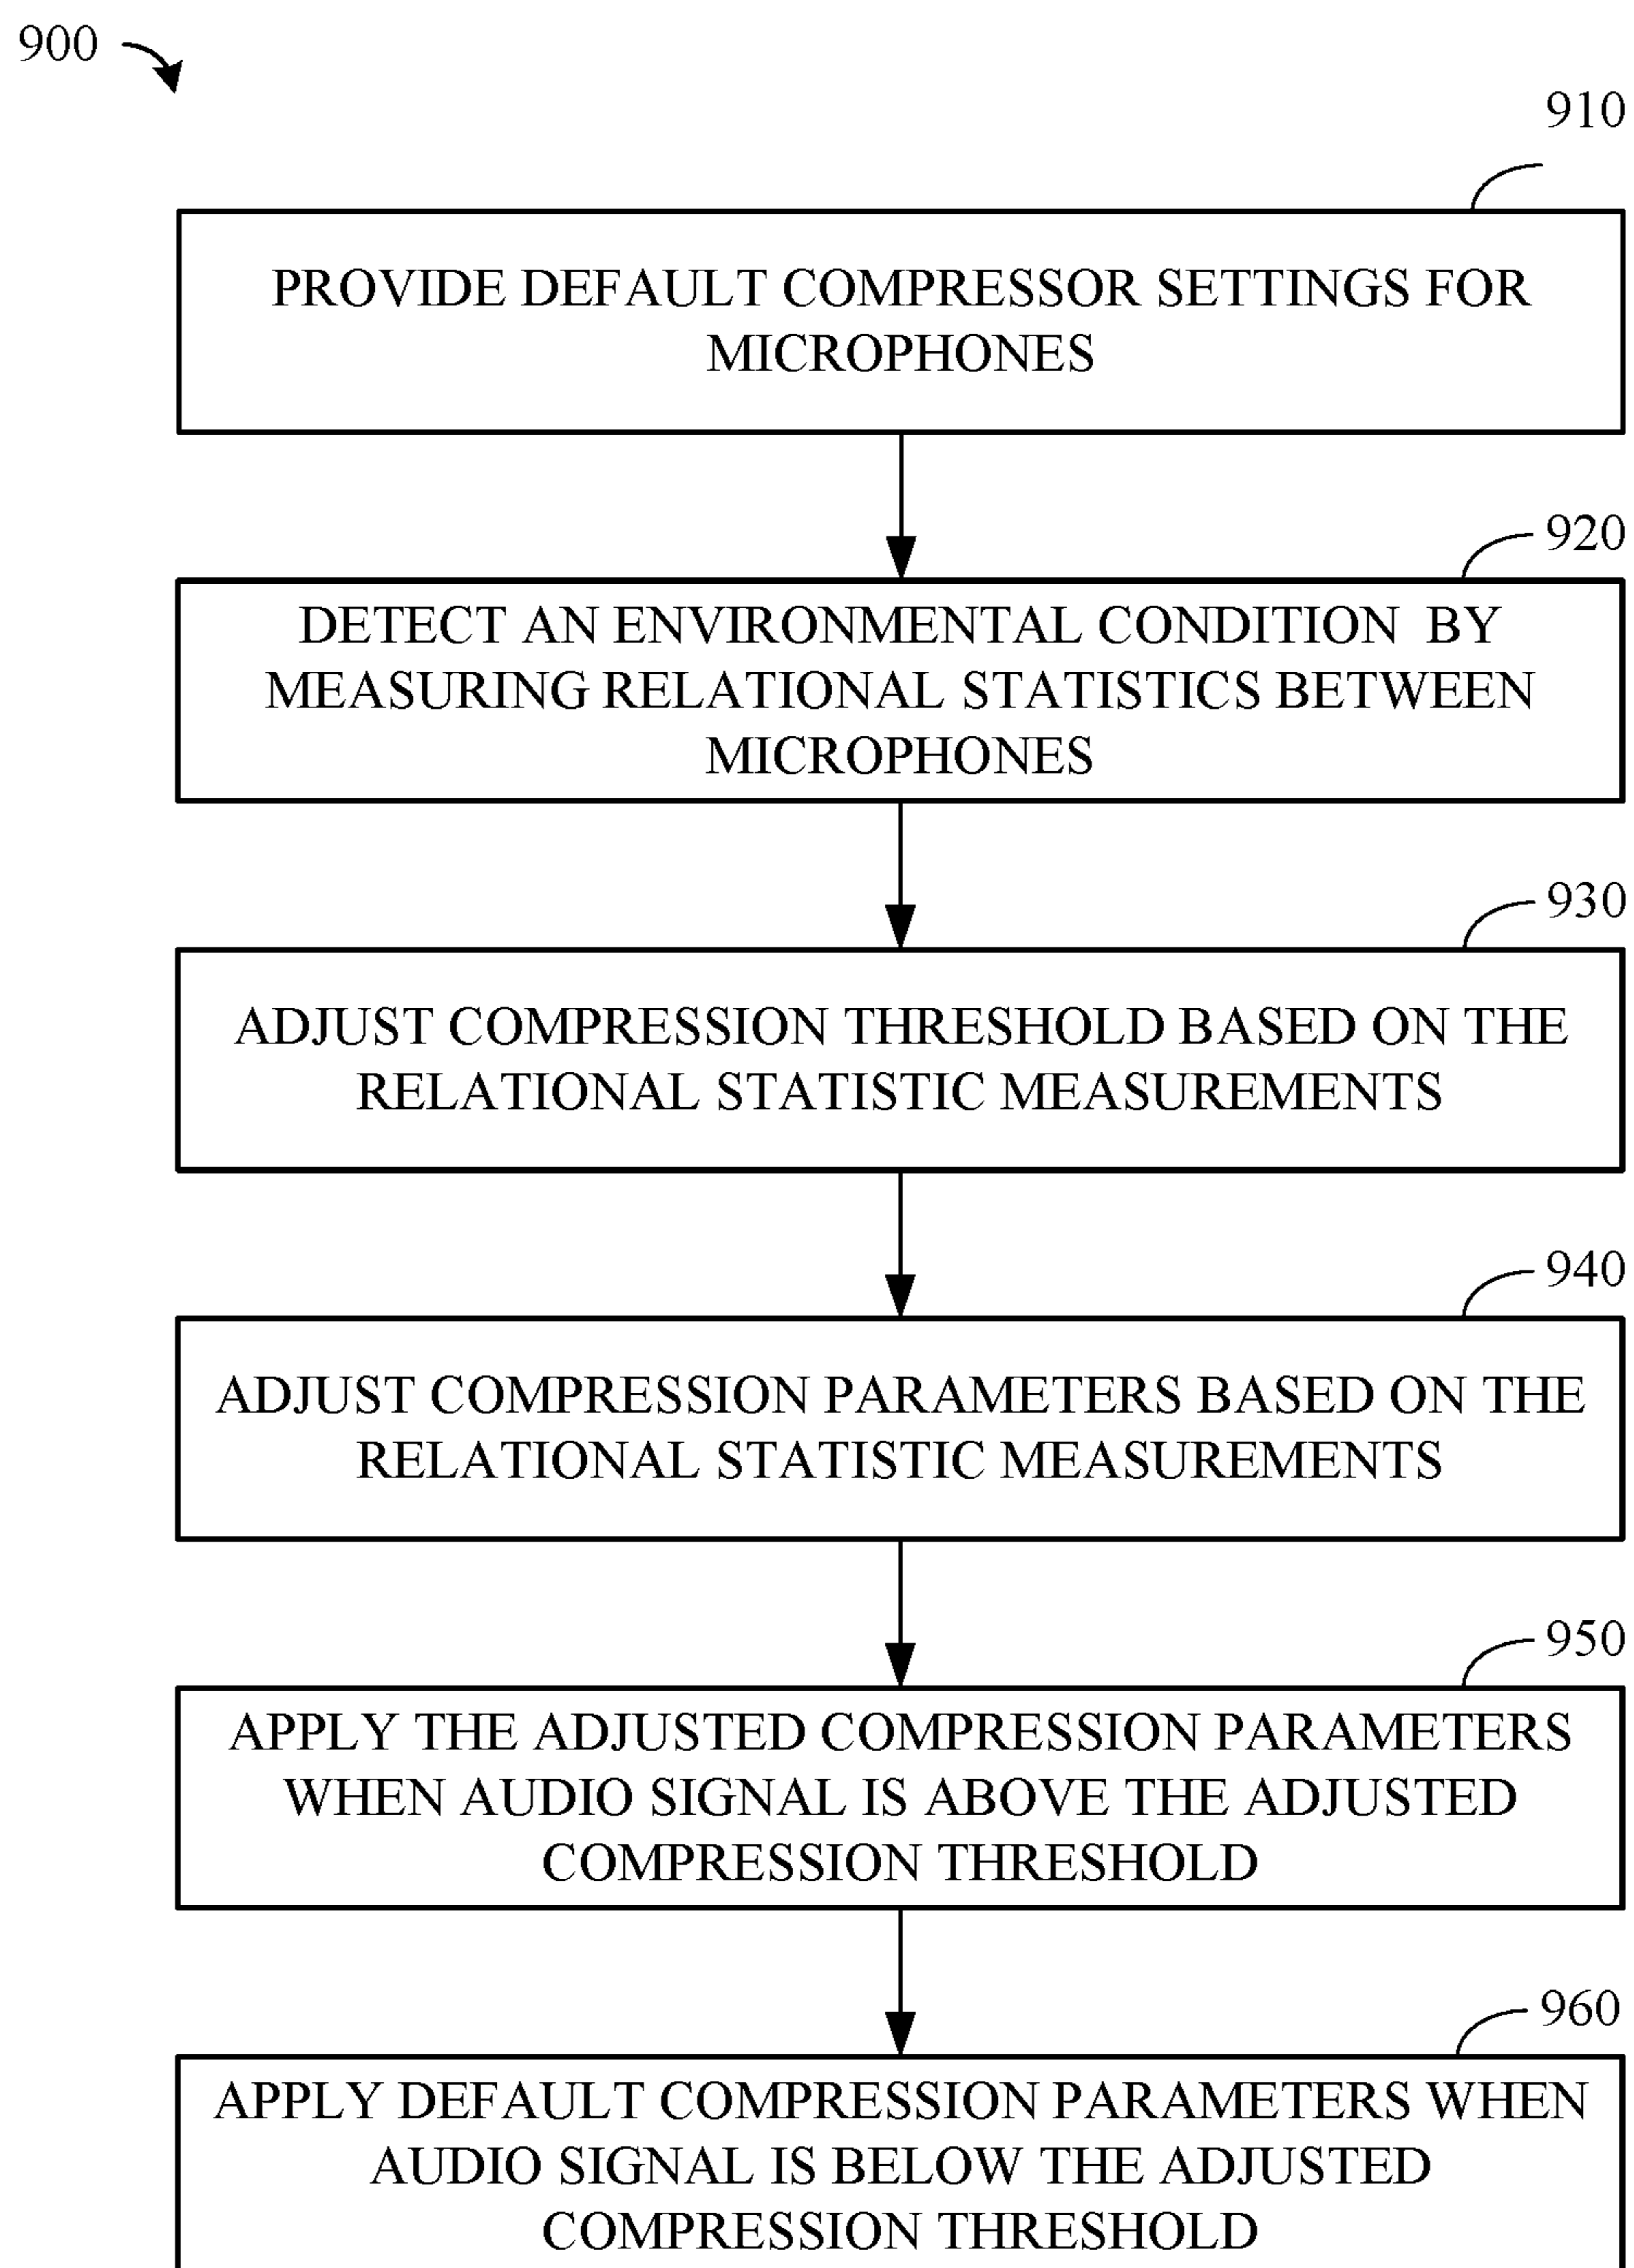 900
910
PROVIDE DEFAULT COMPRESSOR SETTINGS FOR
MICROPHONES
920
DETECT AN ENVIRONMENTAL CONDITION BY
MEASURING RELATIONAL STATISTICS BETWEEN
MICROPHONES
930
ADJUST COMPRESSION THRESHOLD BASED ON THE
RELATIONAL STATISTIC MEASUREMENTS
940
ADJUST COMPRESSION PARAMETERS BASED ON THE
RELATIONAL STATISTIC MEASUREMENTS
950
APPLY THE ADJUSTED COMPRESSION PARAMETERS
WHEN AUDIO SIGNAL IS ABOVE THE ADJUSTED
COMPRESSION THRESHOLD
960
APPLY DEFAULT COMPRESSION PARAMETERS WHEN
AUDIO SIGNAL IS BELOW THE ADJUSTED
COMPRESSION THRESHOLD